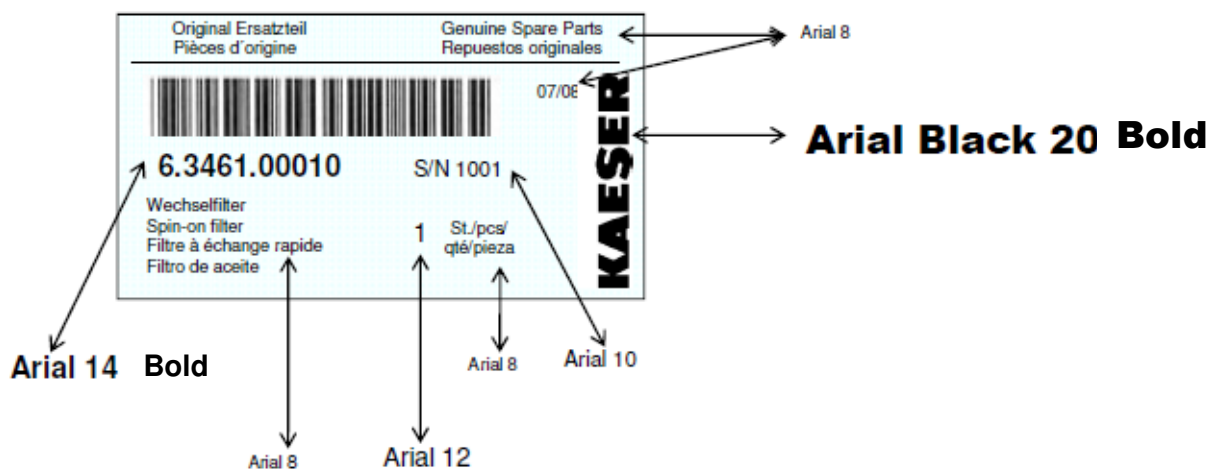 Original Ersatzteil Genuine Spare Parts
Pièces d´origine Repuestos originales
Arial 8
07/08
KAESER
Arial Black 20 Bold
6.3461.00010 S/N 1001
Wechselfilter
Spin-on filter
Filtre à échange rapide
Filtro de aceite
1
St./pcs/
qté/pieza
Arial 14 Bold
Arial 8
Arial 10
Arial 8
Arial 12